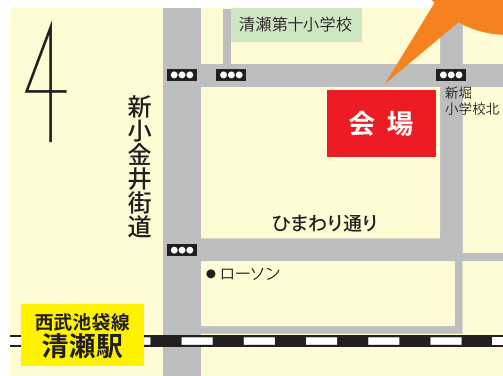 清瀬第十小学校
新堀
小学校北
会場
新小金井街道
ひまわり通り
ローソン
西武池袋線
清瀬駅